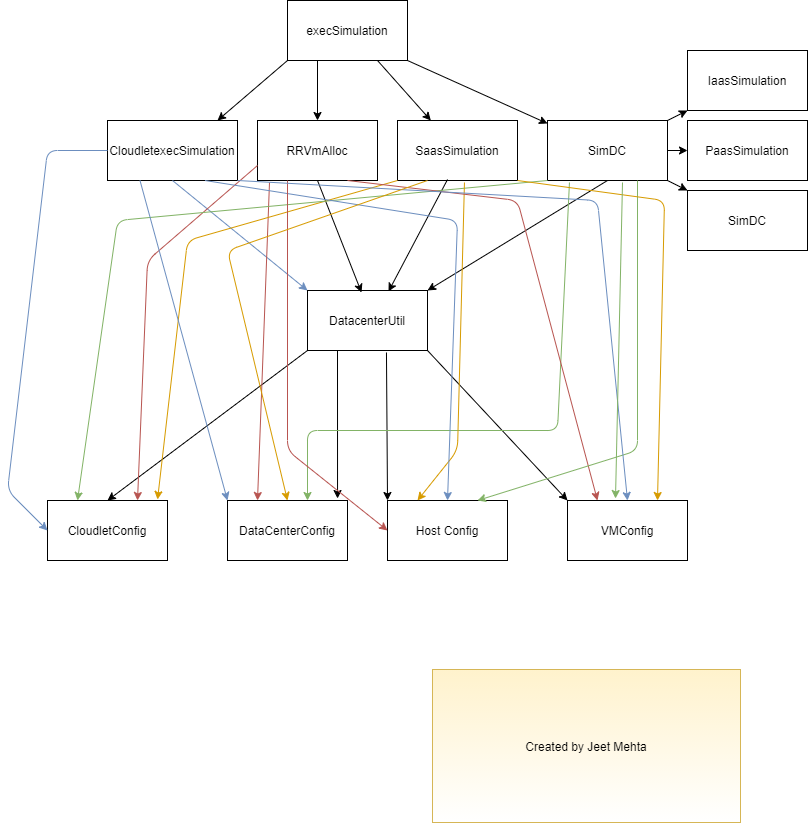 execSimulation
IaasSimulation
CloudletexecSimulation
RRVmAlloc
SaasSimulation
SimDC
PaasSimulation
SimDC
DatacenterUtil
CloudletConfig
DataCenterConfig
Host Config
VMConfig
Created by Jeet Mehta